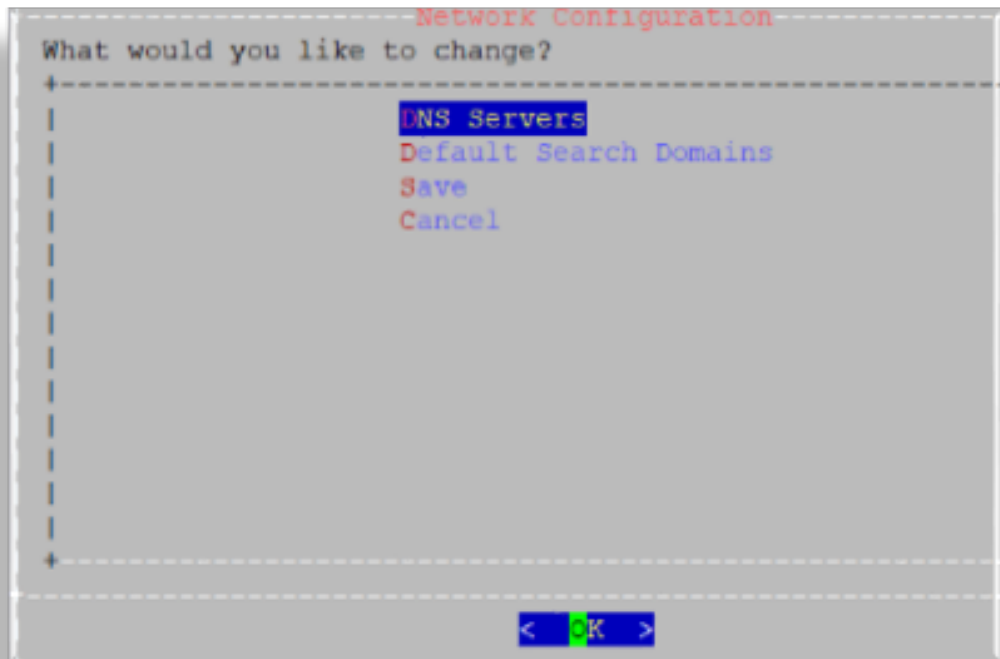 Network Configuration
What would you like to change?
DNS Servers
Default Search Domains
Save
Cancel
< OK >